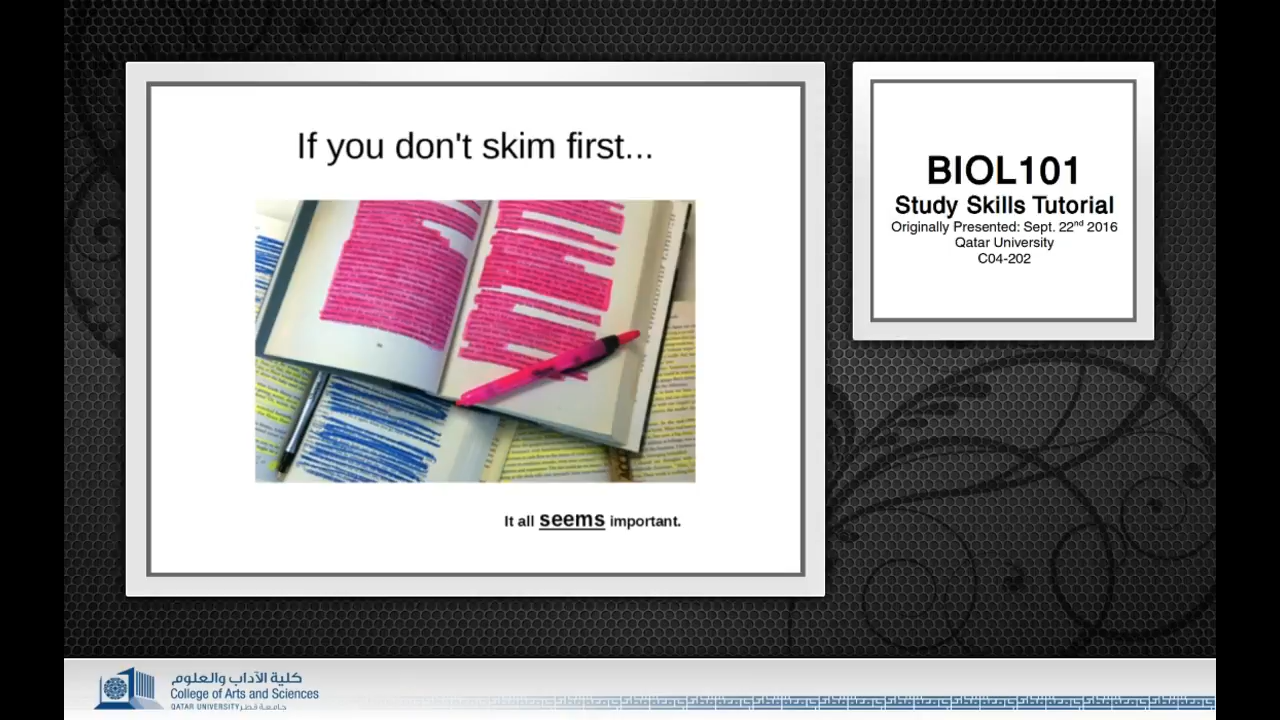 If you don't skim first...
It all seems important.
BIOL101
Study Skills Tutorial
Originally Presented: Sept. 22nd 2016
Qatar University
C04-202
كلية الآداب والعلوم
College of Arts and Sciences
QATAR UNIVERSITY جامعة قطر